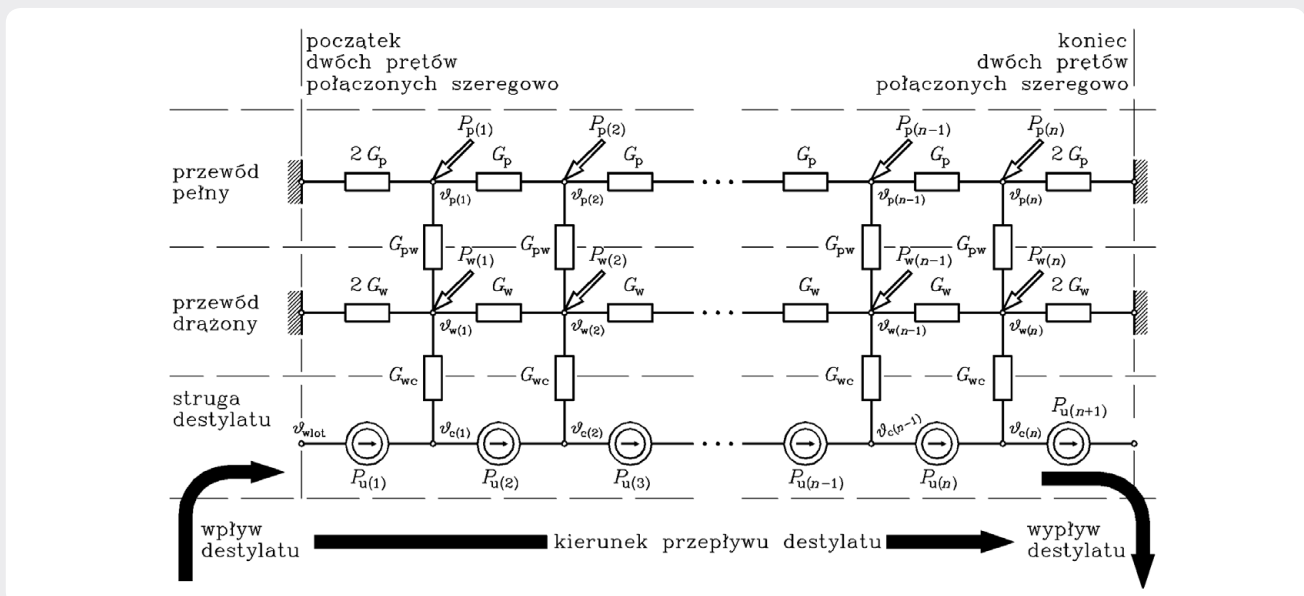 początek
dwóch prętów
połączonych szeregowo
koniec
dwóch prętów
połączonych szeregowo
P_p(1) P_p(2) P_p(n−1) P_p(n)
przewód
pełny
2 G_p G_p G_p G_p G_p 2 G_p
ϑ_p(1) ϑ_p(2) ϑ_p(n−1) ϑ_p(n)
G_pw G_pw G_pw G_pw
P_w(1) P_w(2) P_w(n−1) P_w(n)
przewód
drążony
2 G_w G_w G_w G_w G_w 2 G_w
ϑ_w(1) ϑ_w(2) ϑ_w(n−1) ϑ_w(n)
G_wc G_wc G_wc G_wc
struga
destylatu
P_u(n+1)
ϑ_wlot ϑ_c(1) ϑ_c(2) ϑ_c(n−1) ϑ_c(n)
P_u(1) P_u(2) P_u(3) P_u(n−1) P_u(n)
wpływ
destylatu
kierunek przepływu destylatu
wypływ
destylatu